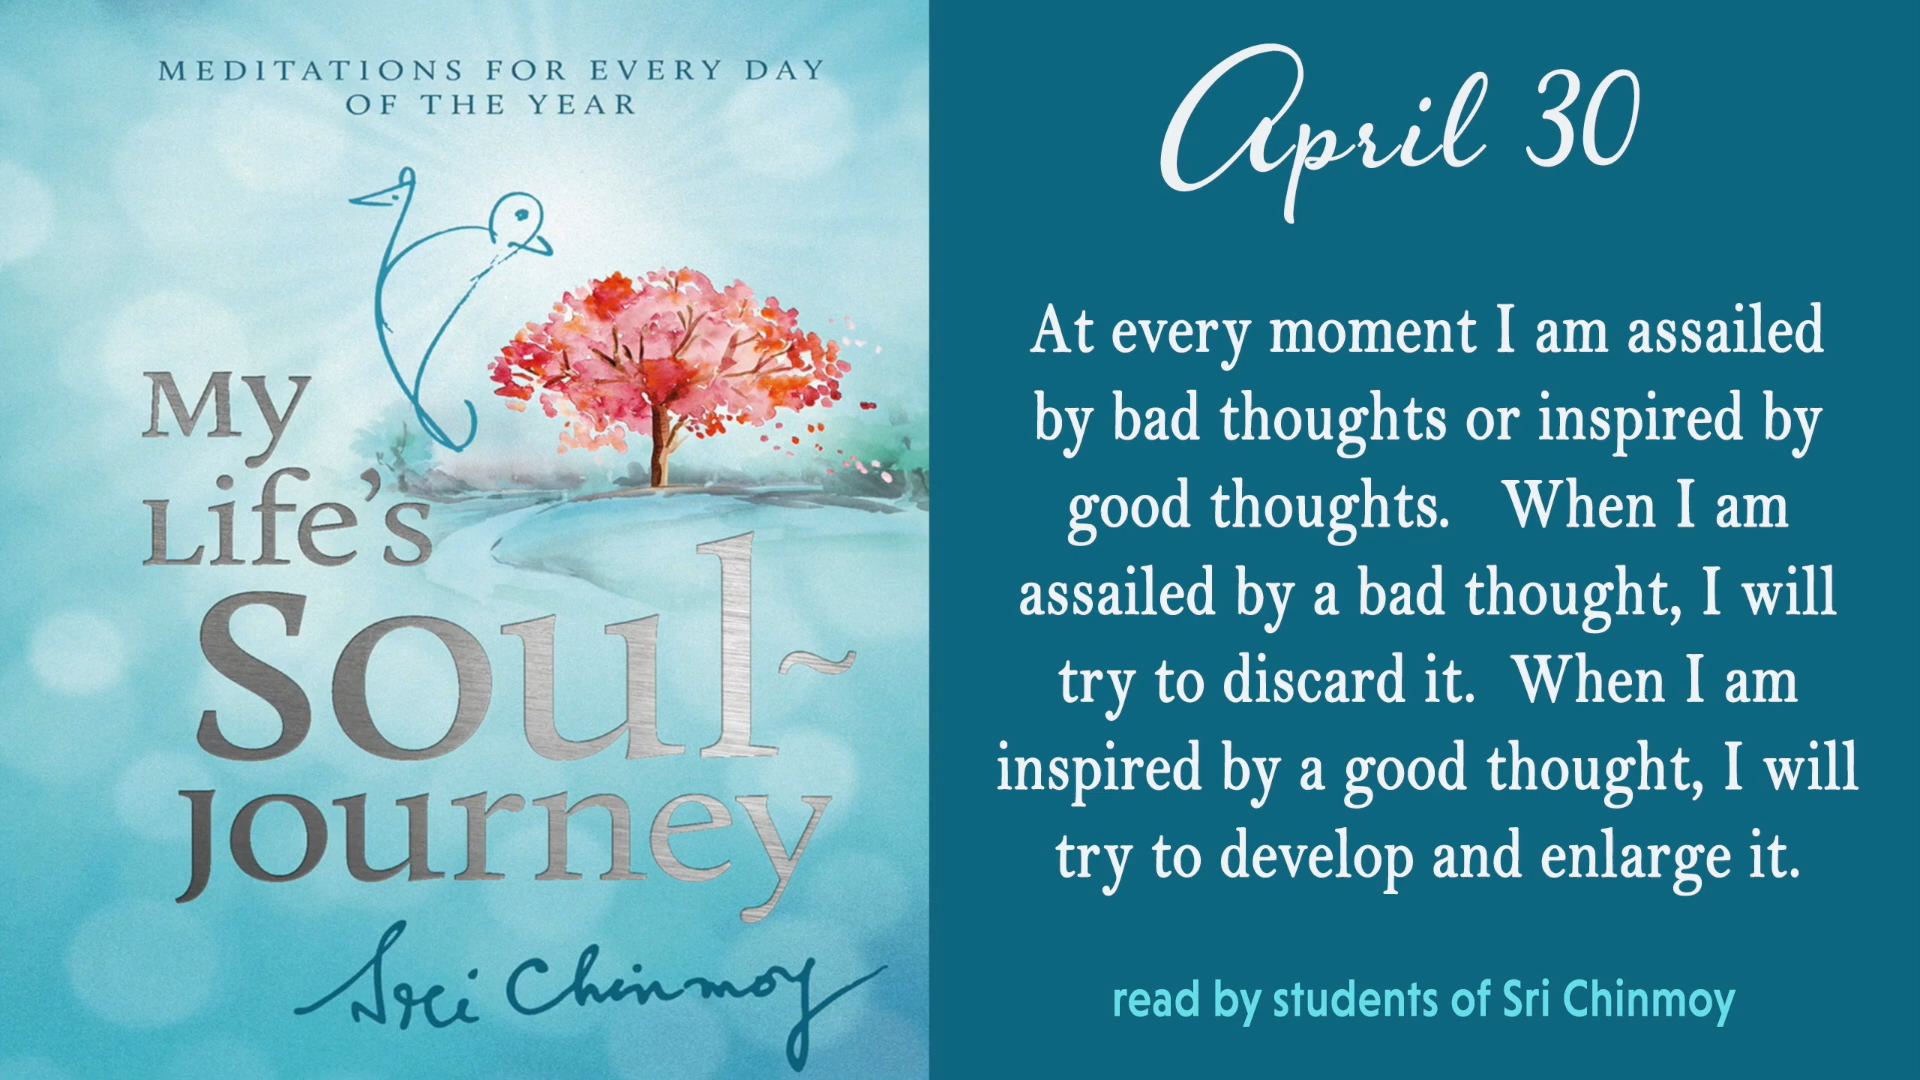 MEDITATIONS FOR EVERY DAY
OF THE YEAR
My
Life's
Soul~
Journey
Sri Chinmoy
April 30
At every moment I am assailed
by bad thoughts or inspired by
good thoughts. When I am
assailed by a bad thought, I will
try to discard it. When I am
inspired by a good thought, I will
try to develop and enlarge it.
read by students of Sri Chinmoy